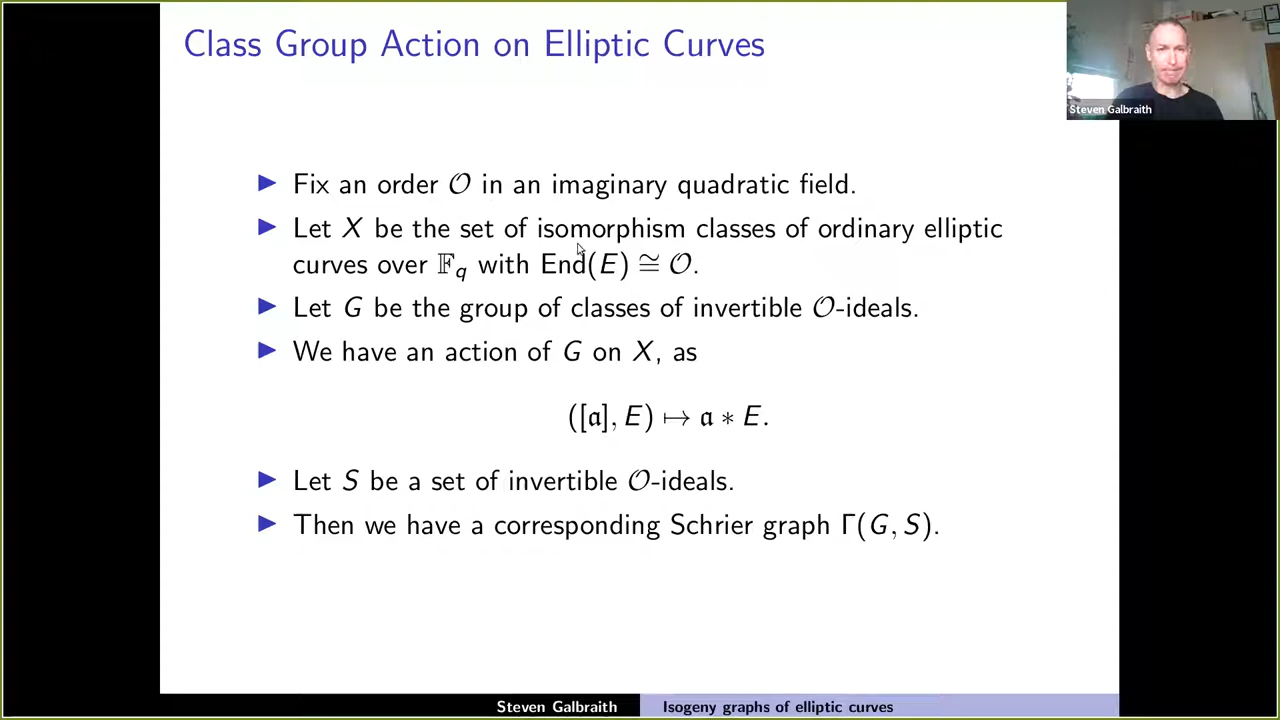 Class Group Action on Elliptic Curves
Steven Galbraith
▶ Fix an order 𝒪 in an imaginary quadratic field.
▶ Let X be the set of isomorphism classes of ordinary elliptic
curves over 𝔽_q with End(E) ≅ 𝒪.
▶ Let G be the group of classes of invertible 𝒪-ideals.
▶ We have an action of G on X, as
([𝔞], E) ↦ 𝔞 ∗ E.
▶ Let S be a set of invertible 𝒪-ideals.
▶ Then we have a corresponding Schrier graph Γ(G, S).
Steven Galbraith
Isogeny graphs of elliptic curves